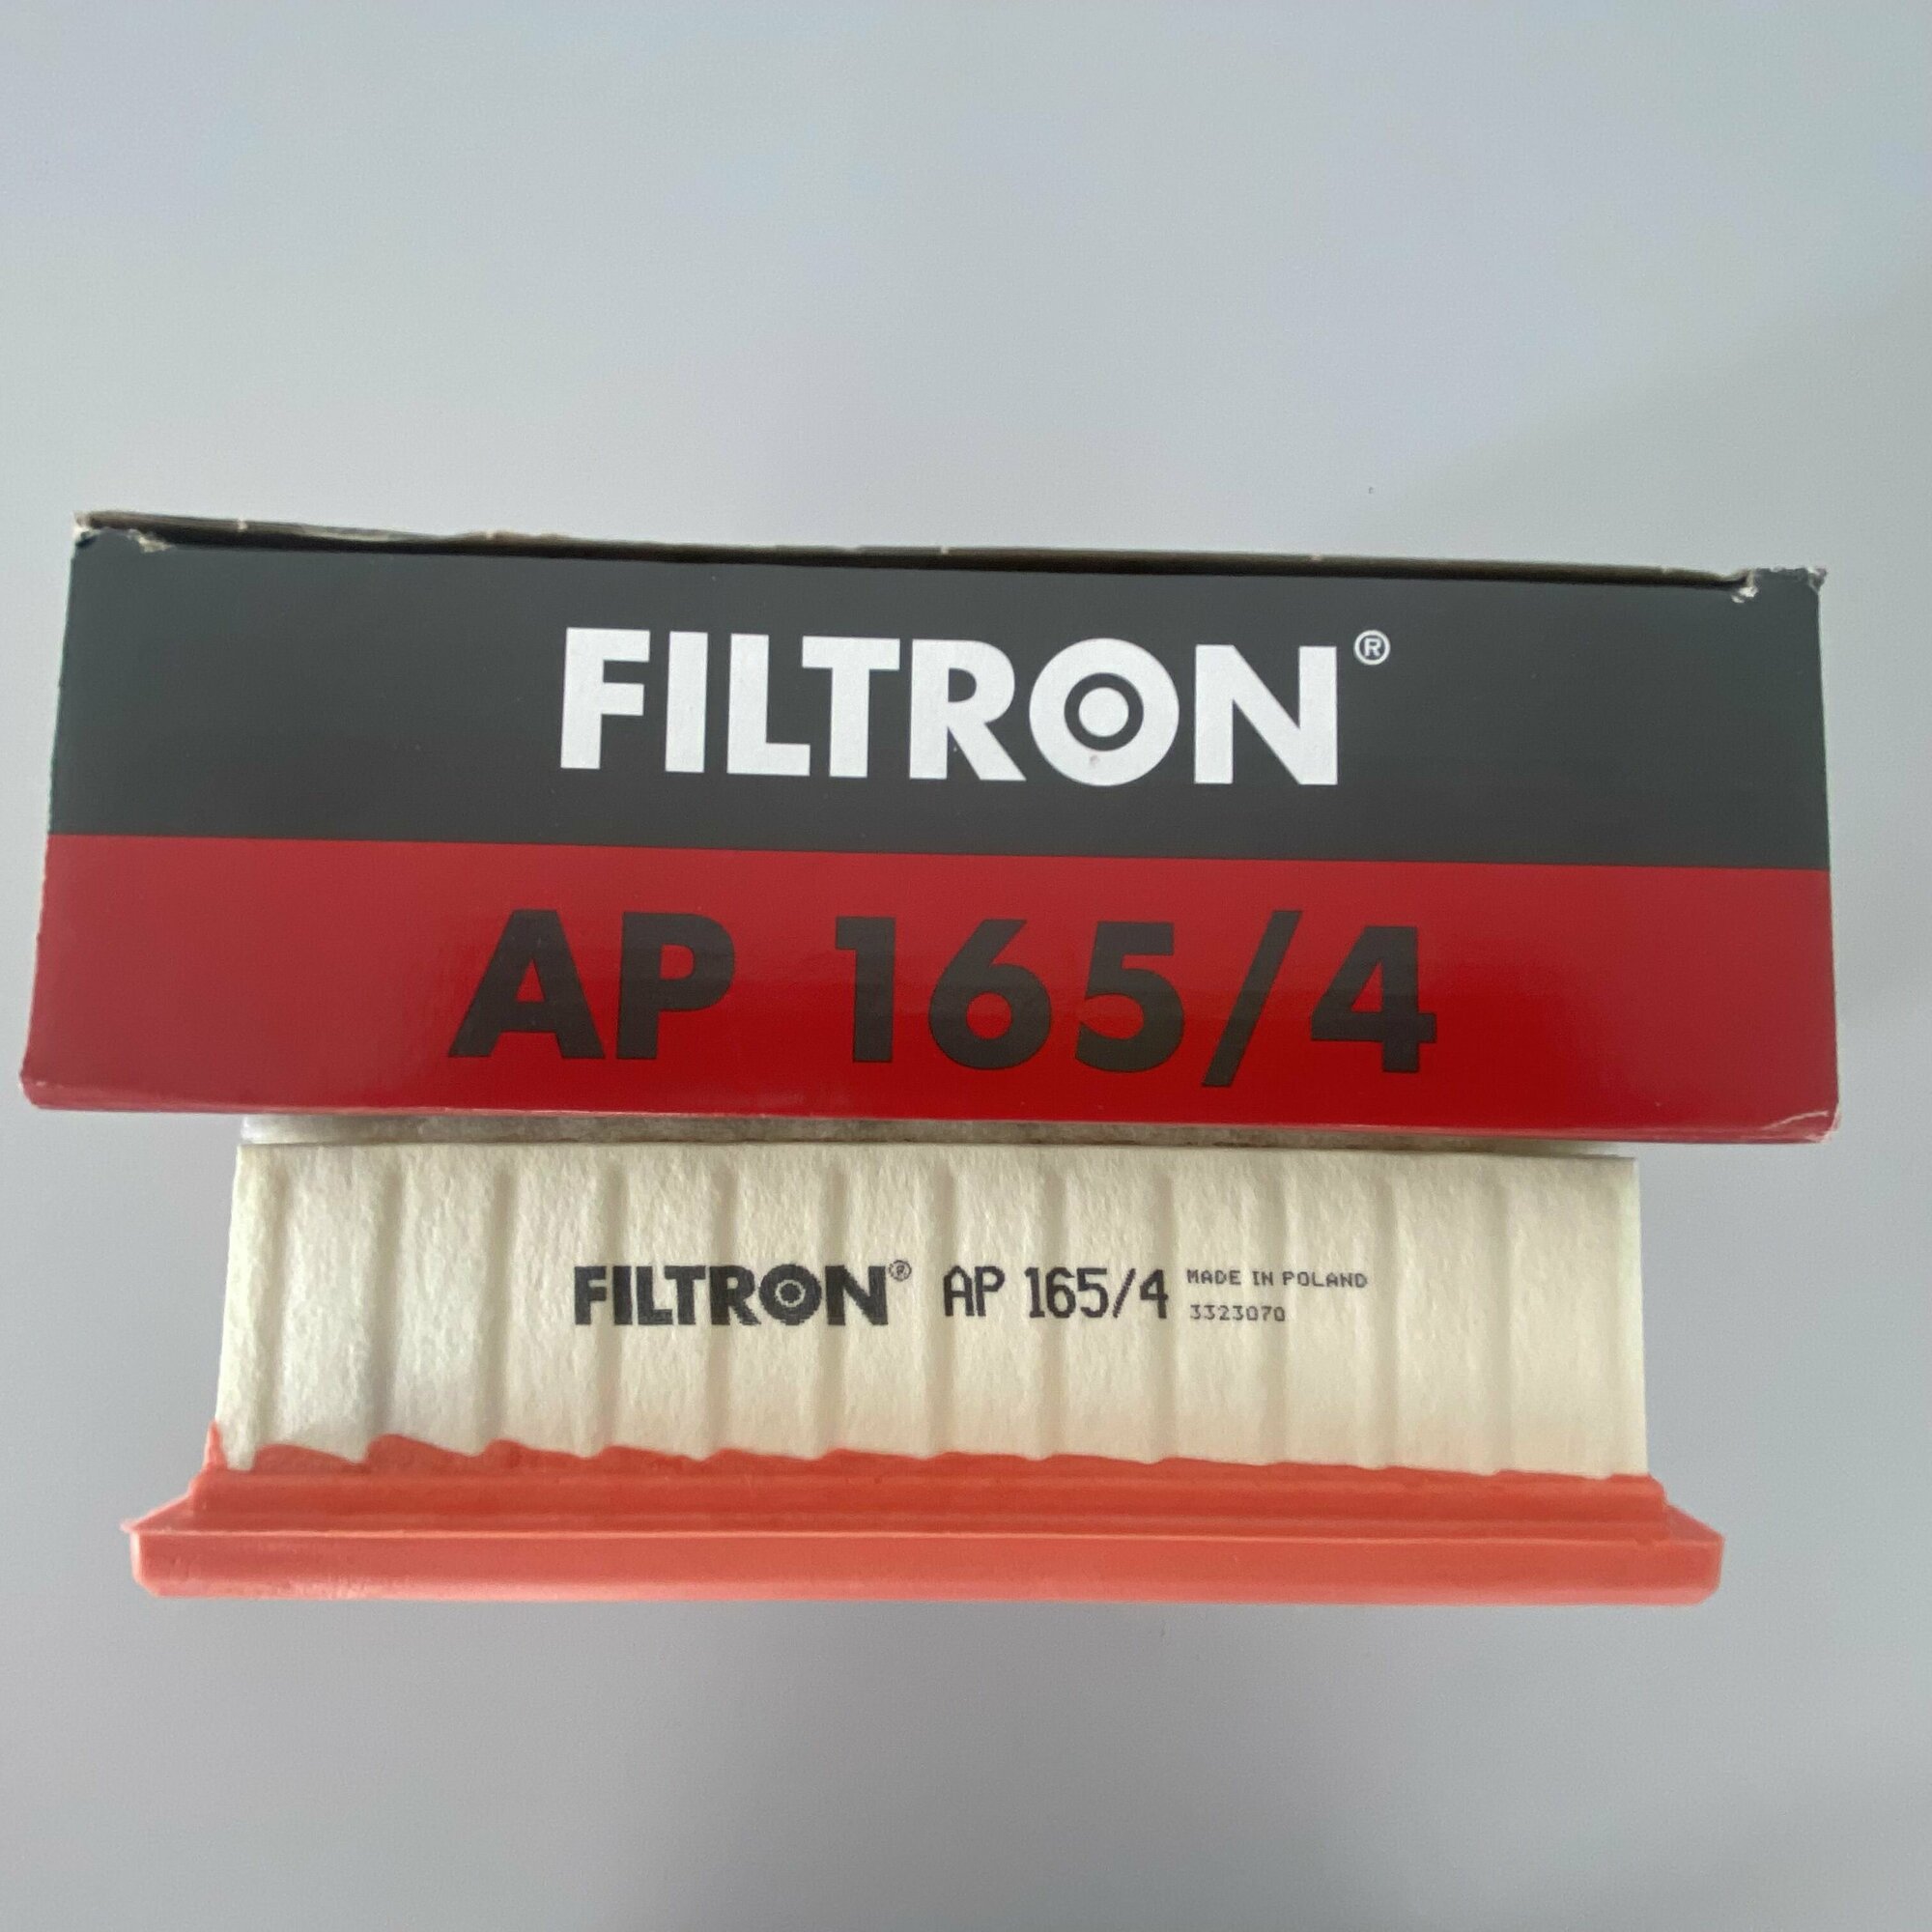 FILTRON®
AP 165/4
FILTRON® AP 165/4 MADE IN POLAND
3323070